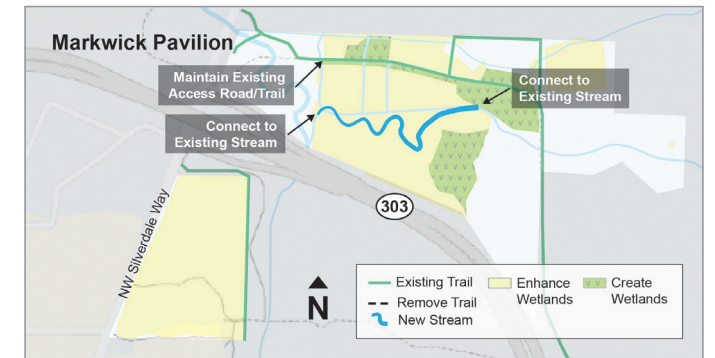 Markwick Pavilion
Maintain Existing
Access Road/Trail
Connect to
Existing Stream
Connect to
Existing Stream
303
NW Silverdale Way
N
Existing Trail
Remove Trail
New Stream
Enhance
Wetlands
Create
Wetlands